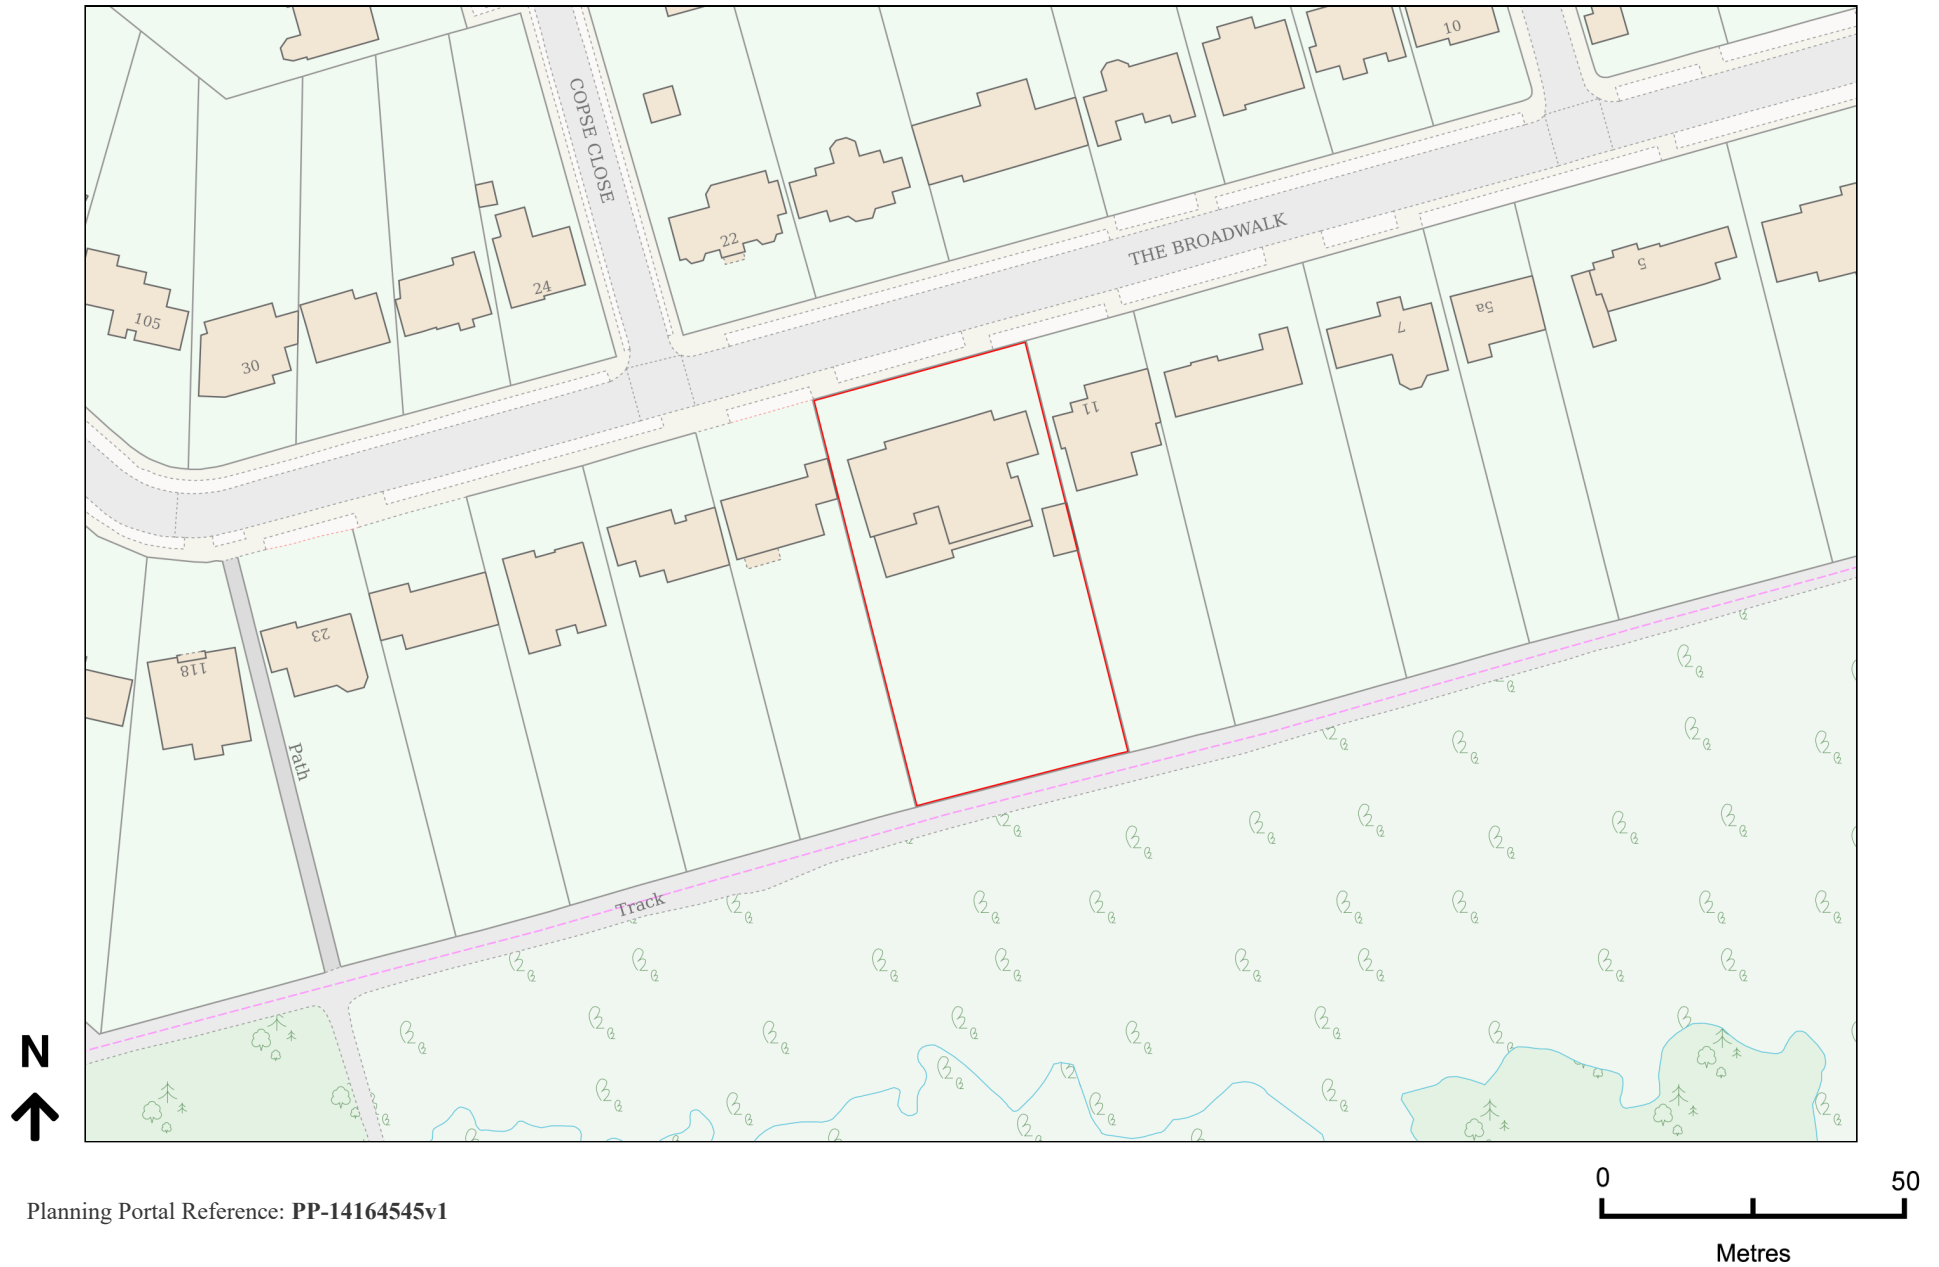 10
COPSE CLOSE
22
THE BROADWALK
24
105
30
5
5a
7
11
23
118
Path
Track
N
0 50
Metres
Planning Portal Reference: PP-14164545v1